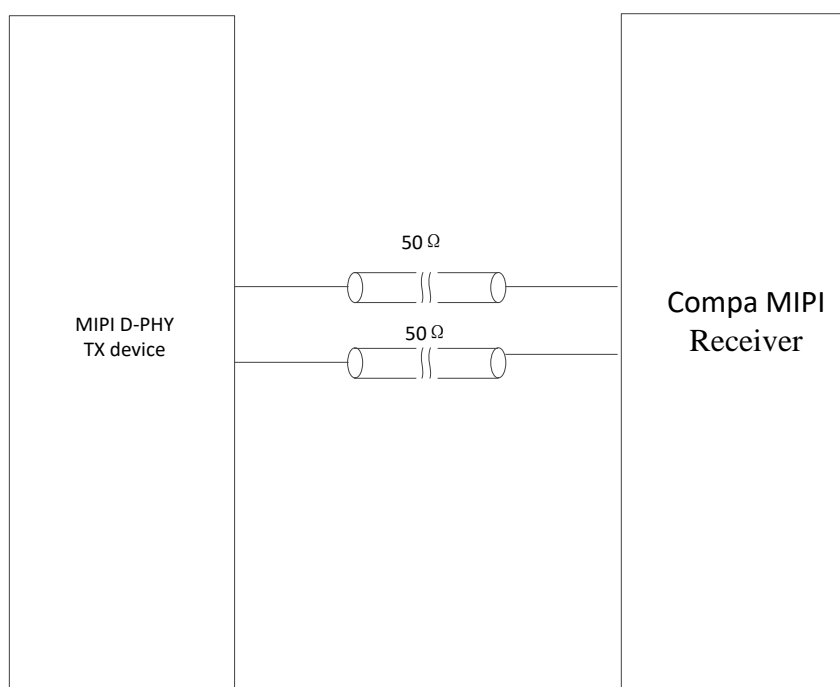 50 Ω
MIPI D-PHY
TX device
50 Ω
Compa MIPI
Receiver